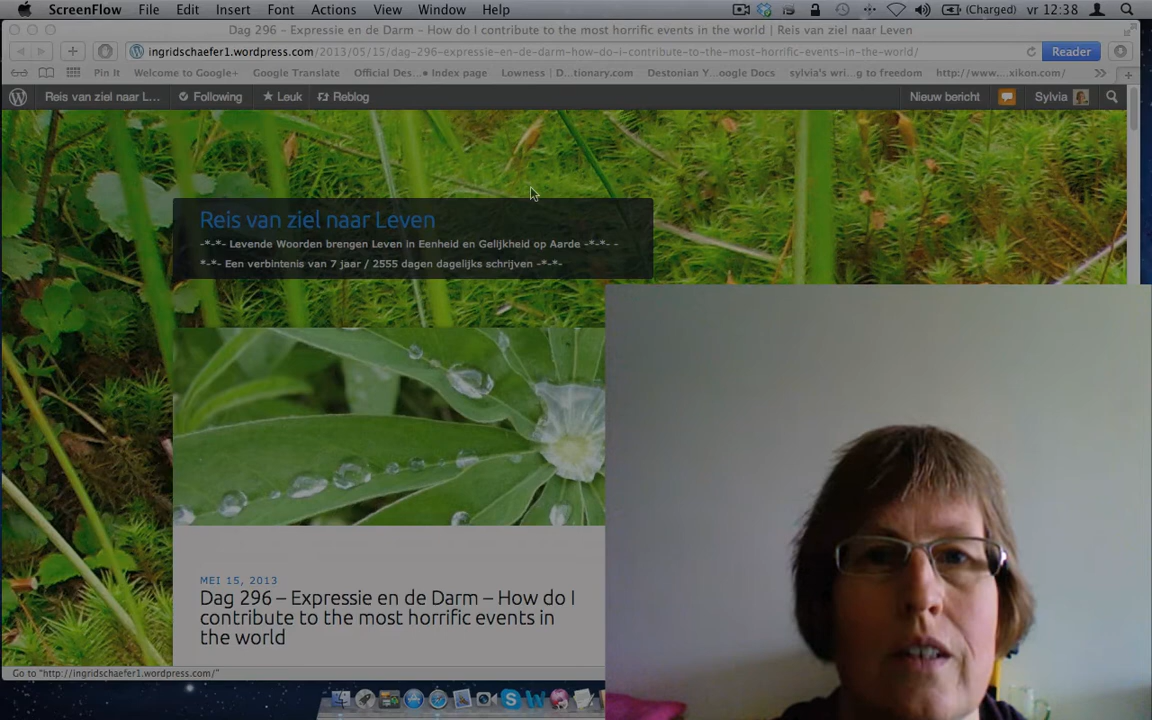 ScreenFlow File Edit Insert Font Actions View Window Help (Charged) vr 12:38
Dag 296 – Expressie en de Darm – How do I contribute to the most horrific events in the world | Reis van ziel naar Leven
ingridschaefer1.wordpress.com/2013/05/15/dag-296-expressie-en-de-darm-how-do-i-contribute-to-the-most-horrific-events-in-the-world/ Reader
Pin It Welcome to Google+ Google Translate Official Des...• Index page Lowness | D...tionary.com Destonian Y...oogle Docs sylvia's wri...g to freedom http://www....xikon.com/
Reis van ziel naar L... Following Leuk Reblog Nieuw bericht Sylvia
Reis van ziel naar Leven
-*-*- Levende Woorden brengen Leven in Eenheid en Gelijkheid op Aarde -*-*- -
*-*- Een verbintenis van 7 jaar / 2555 dagen dagelijks schrijven -*-*-
MEI 15, 2013
Dag 296 – Expressie en de Darm – How do I
contribute to the most horrific events in
the world
Go to "http://ingridschaefer1.wordpress.com/"